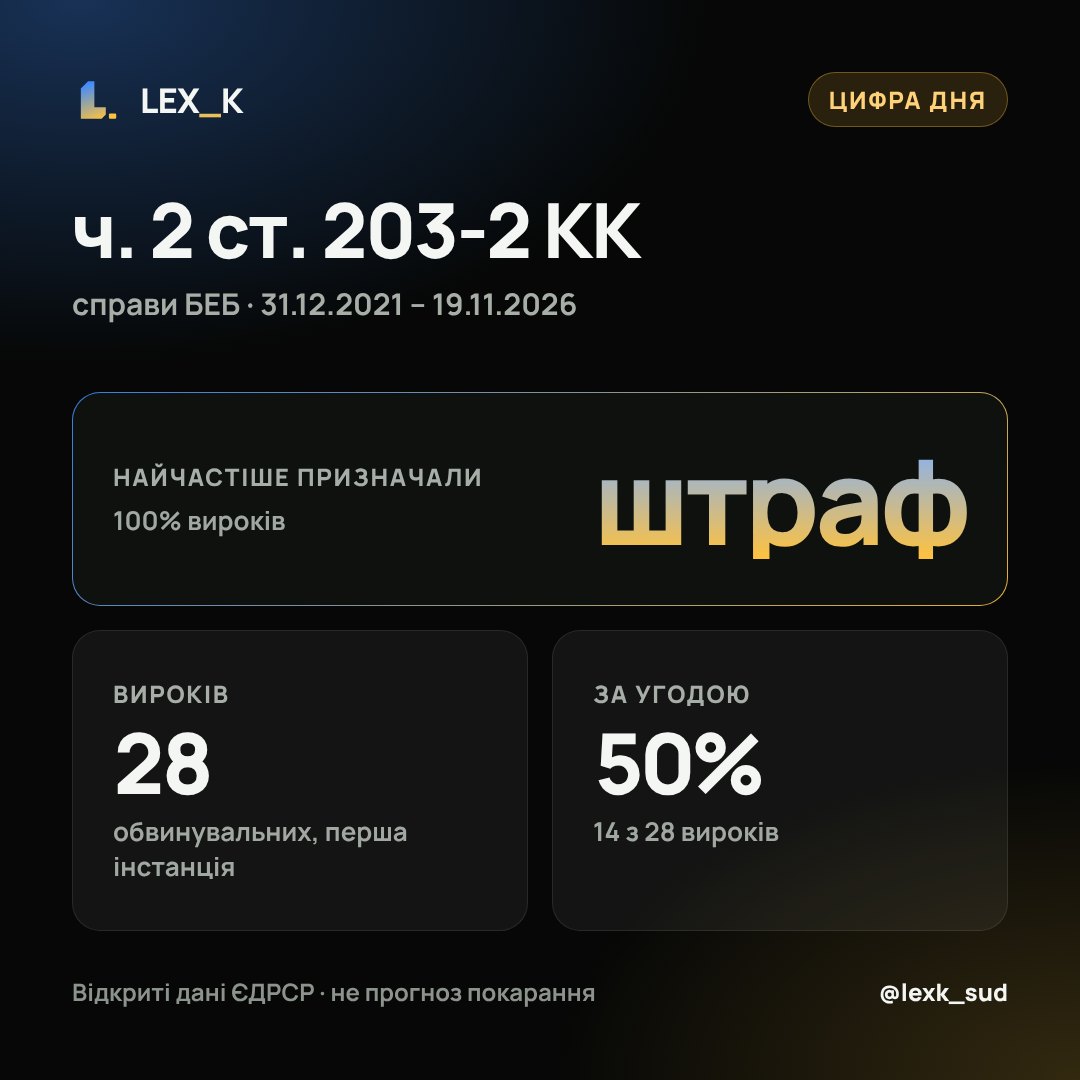 LEX_K
ЦИФРА ДНЯ
ч. 2 ст. 203-2 КК
справи БЕБ · 31.12.2021 – 19.11.2026
НАЙЧАСТІШЕ ПРИЗНАЧАЛИ
100% вироків
штраф
ВИРОКІВ
28
обвинувальних, перша
інстанція
ЗА УГОДОЮ
50%
14 з 28 вироків
Відкриті дані ЄДРСР · не прогноз покарання
@lexk_sud